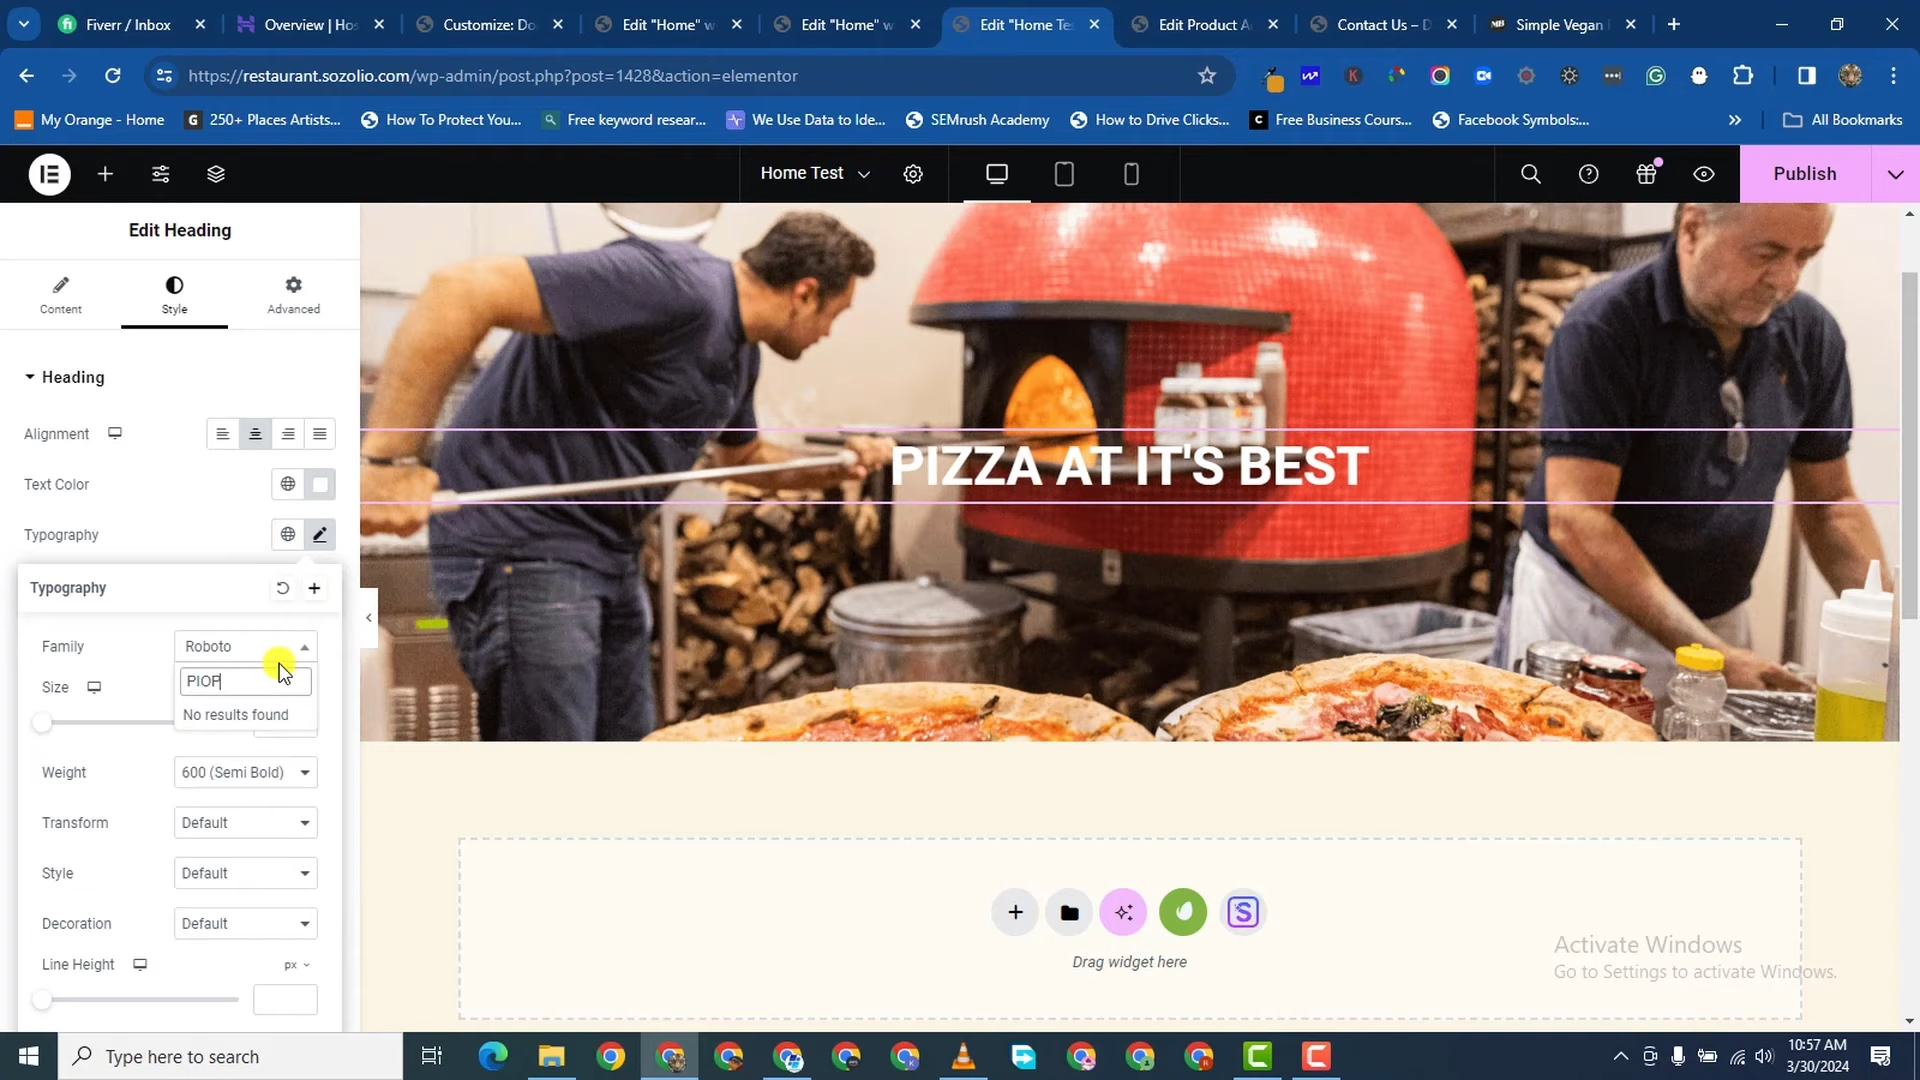 Fiverr / Inbox
Overview | Hos
Customize: Do
Edit "Home" w
Edit "Home" w
Edit "Home Te
Edit Product A
Contact Us – D
Simple Vegan
https://restaurant.sozolio.com/wp-admin/post.php?post=1428&action=elementor
My Orange - Home
250+ Places Artists...
How To Protect You...
Free keyword resear...
We Use Data to Ide...
SEMrush Academy
How to Drive Clicks...
Free Business Cours...
Facebook Symbols:...
All Bookmarks
Home Test
Publish
Edit Heading
Content
Style
Advanced
Heading
Alignment
Text Color
Typography
Typography
Family
Roboto
PIOP
Size
No results found
Weight
600 (Semi Bold)
Transform
Default
Style
Default
Decoration
Default
Line Height
px
PIZZA AT IT'S BEST
Drag widget here
Activate Windows
Go to Settings to activate Windows.
Type here to search
10:57 AM
3/30/2024